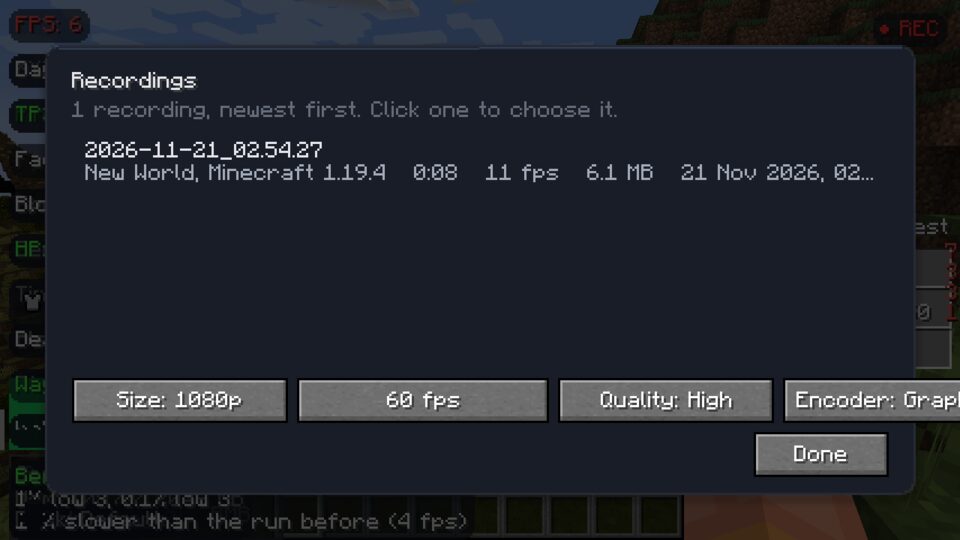 FPS: 6
REC
Recordings
1 recording, newest first. Click one to choose it.
2026-11-21_02.54.27
New World, Minecraft 1.19.4 0:08 11 fps 6.1 MB 21 Nov 2026, 02...
Size: 1080p
60 fps
Quality: High
Encoder: Grap
Done
slower than the run before (4 fps)